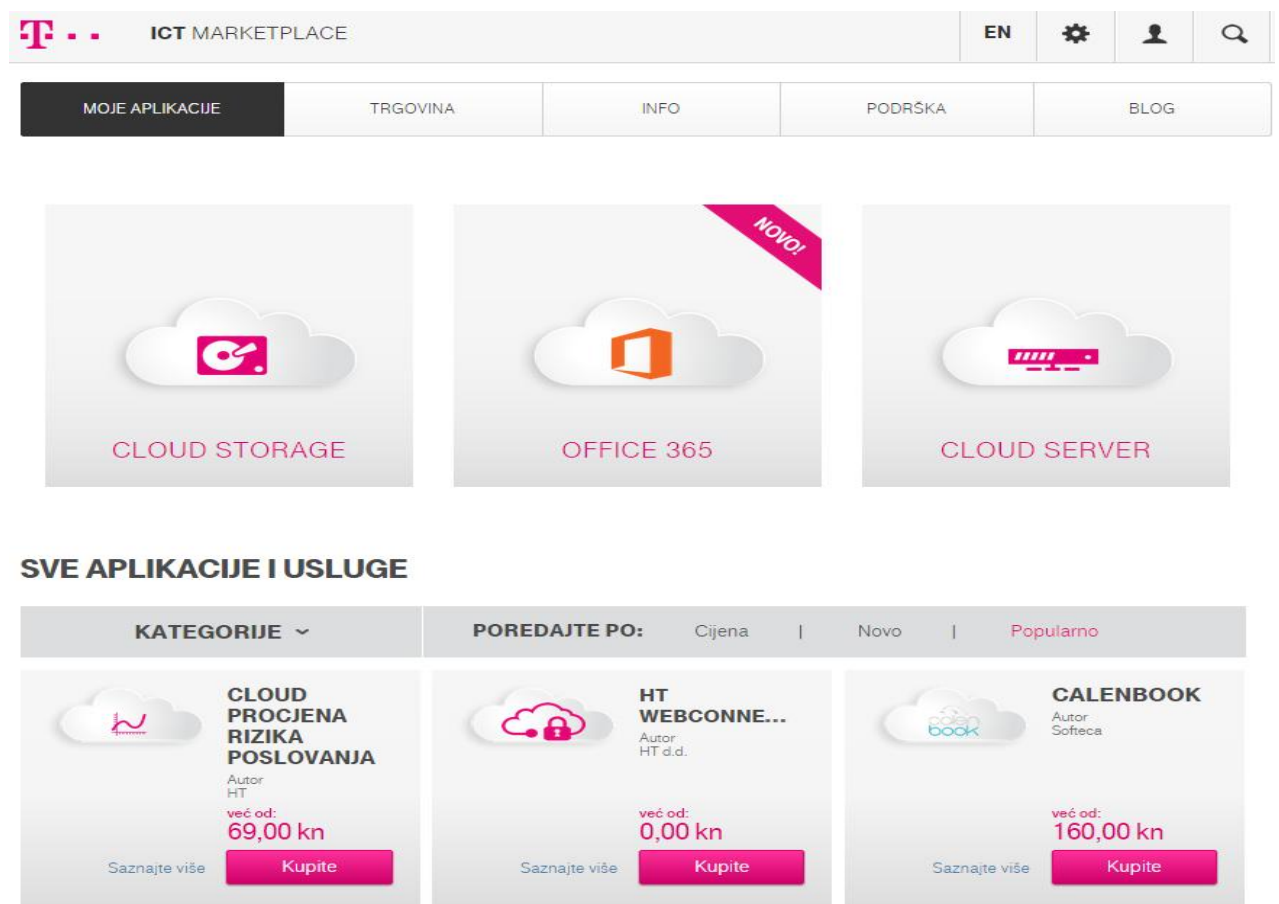 T
ICT MARKETPLACE
EN
MOJE APLIKACIJE
TRGOVINA
INFO
PODRŠKA
BLOG
NOVO!
CLOUD STORAGE
OFFICE 365
CLOUD SERVER
SVE APLIKACIJE I USLUGE
KATEGORIJE
POREDAJTE PO:
Cijena
|
Novo
|
Popularno
CLOUD
PROCJENA
RIZIKA
POSLOVANJA
Autor
HT
već od:
69,00 kn
Saznajte više
Kupite
HT
WEBCONNE...
Autor
HT d.d.
već od:
0,00 kn
Saznajte više
Kupite
calen
book
CALENBOOK
Autor
Softeca
već od:
160,00 kn
Saznajte više
Kupite